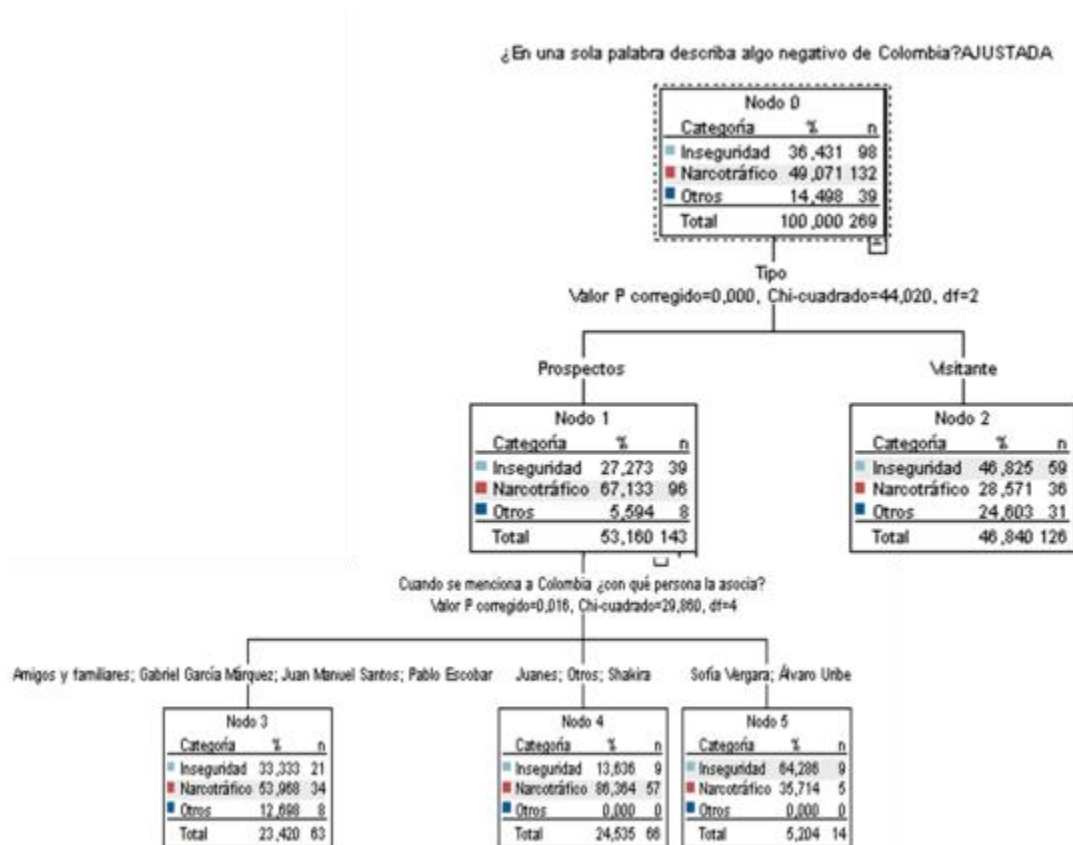 ¿En una sola palabra describa algo negativo de Colombia?AJUSTADA
Nodo 0
Categoría % n
Inseguridad 36,431 98
Narcotráfico 49,071 132
Otros 14,498 39
Total 100,000 269
Tipo
Valor P corregido=0,000, Chi-cuadrado=44,020, df=2
Prospectos
Visitante
Nodo 1
Categoría % n
Inseguridad 27,273 39
Narcotráfico 67,133 96
Otros 5,594 8
Total 53,160 143
Nodo 2
Categoría % n
Inseguridad 46,825 59
Narcotráfico 28,571 36
Otros 24,603 31
Total 46,840 126
Cuando se menciona a Colombia ¿con qué persona la asocia?
Valor P corregido=0,016, Chi-cuadrado=29,860, df=4
Amigos y familiares; Gabriel García Márquez; Juan Manuel Santos; Pablo Escobar
Juanes; Otros; Shakira
Sofía Vergara; Álvaro Uribe
Nodo 3
Categoría % n
Inseguridad 33,333 21
Narcotráfico 53,968 34
Otros 12,698 8
Total 23,420 63
Nodo 4
Categoría % n
Inseguridad 13,636 9
Narcotráfico 86,364 57
Otros 0,000 0
Total 24,535 66
Nodo 5
Categoría % n
Inseguridad 64,286 9
Narcotráfico 35,714 5
Otros 0,000 0
Total 5,204 14